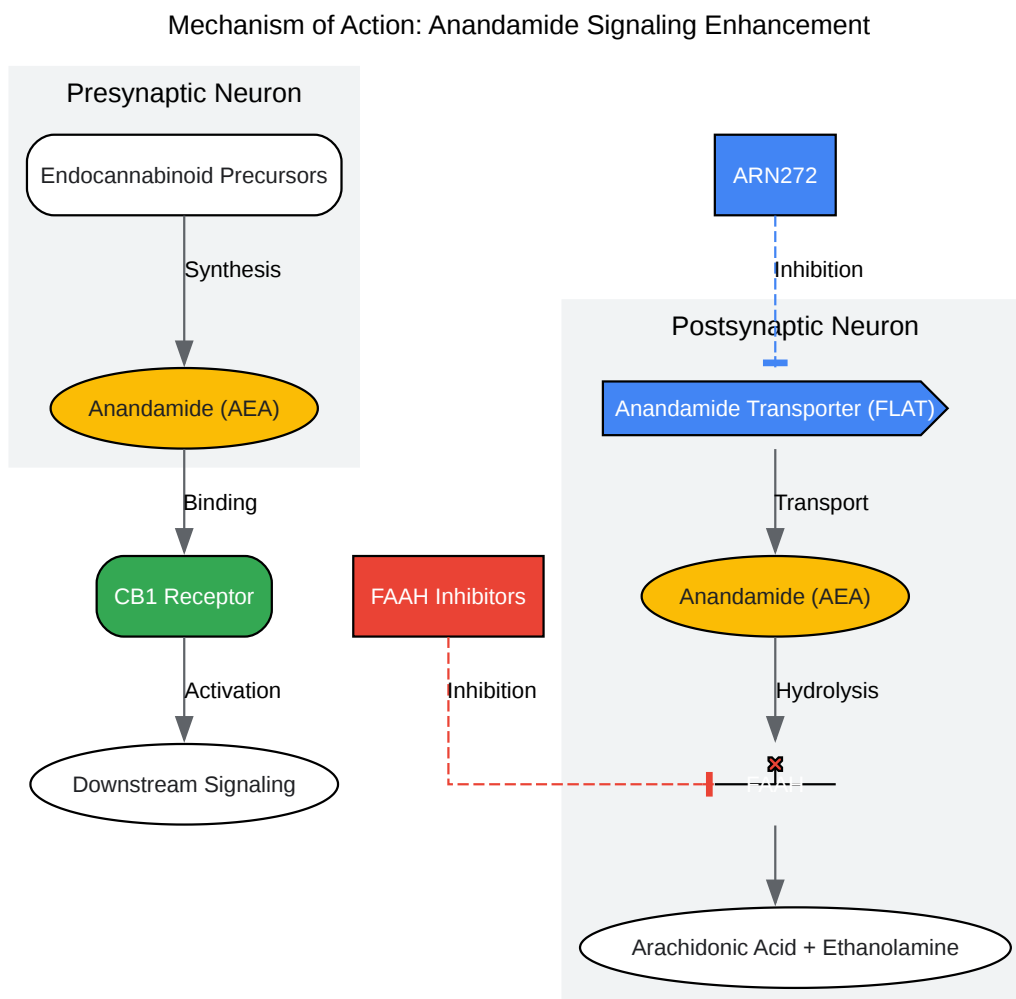 Mechanism of Action: Anandamide Signaling Enhancement
Presynaptic Neuron
Endocannabinoid Precursors
Synthesis
Anandamide (AEA)
Binding
CB1 Receptor
Activation
Downstream Signaling
FAAH Inhibitors
Inhibition
ARN272
Inhibition
Postsynaptic Neuron
Anandamide Transporter (FLAT)
Transport
Anandamide (AEA)
Hydrolysis
FAAH
Arachidonic Acid + Ethanolamine